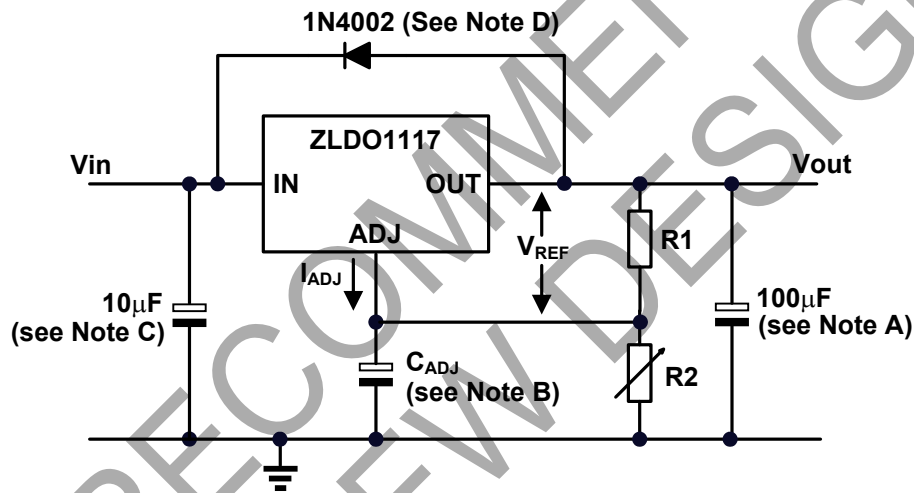 1N4002 (See Note D)
ZLDO1117
Vin
IN
OUT
Vout
ADJ
VREF
R1
IADJ
10μF
(see Note C)
100μF
(see Note A)
CADJ
(see Note B)
R2